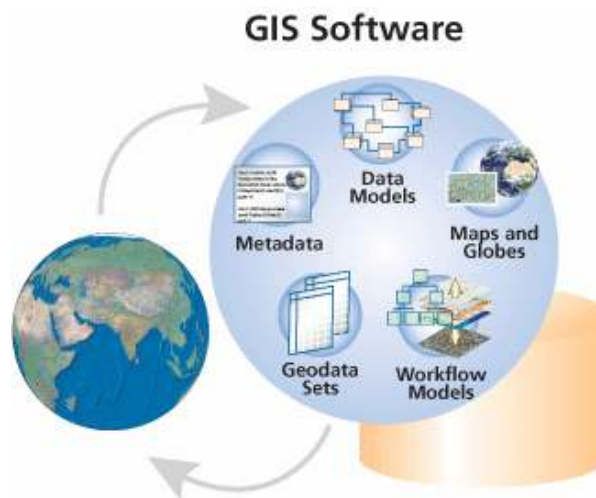 GIS Software
Data
Models
Metadata
Maps and
Globes
Geodata
Sets
Workflow
Models